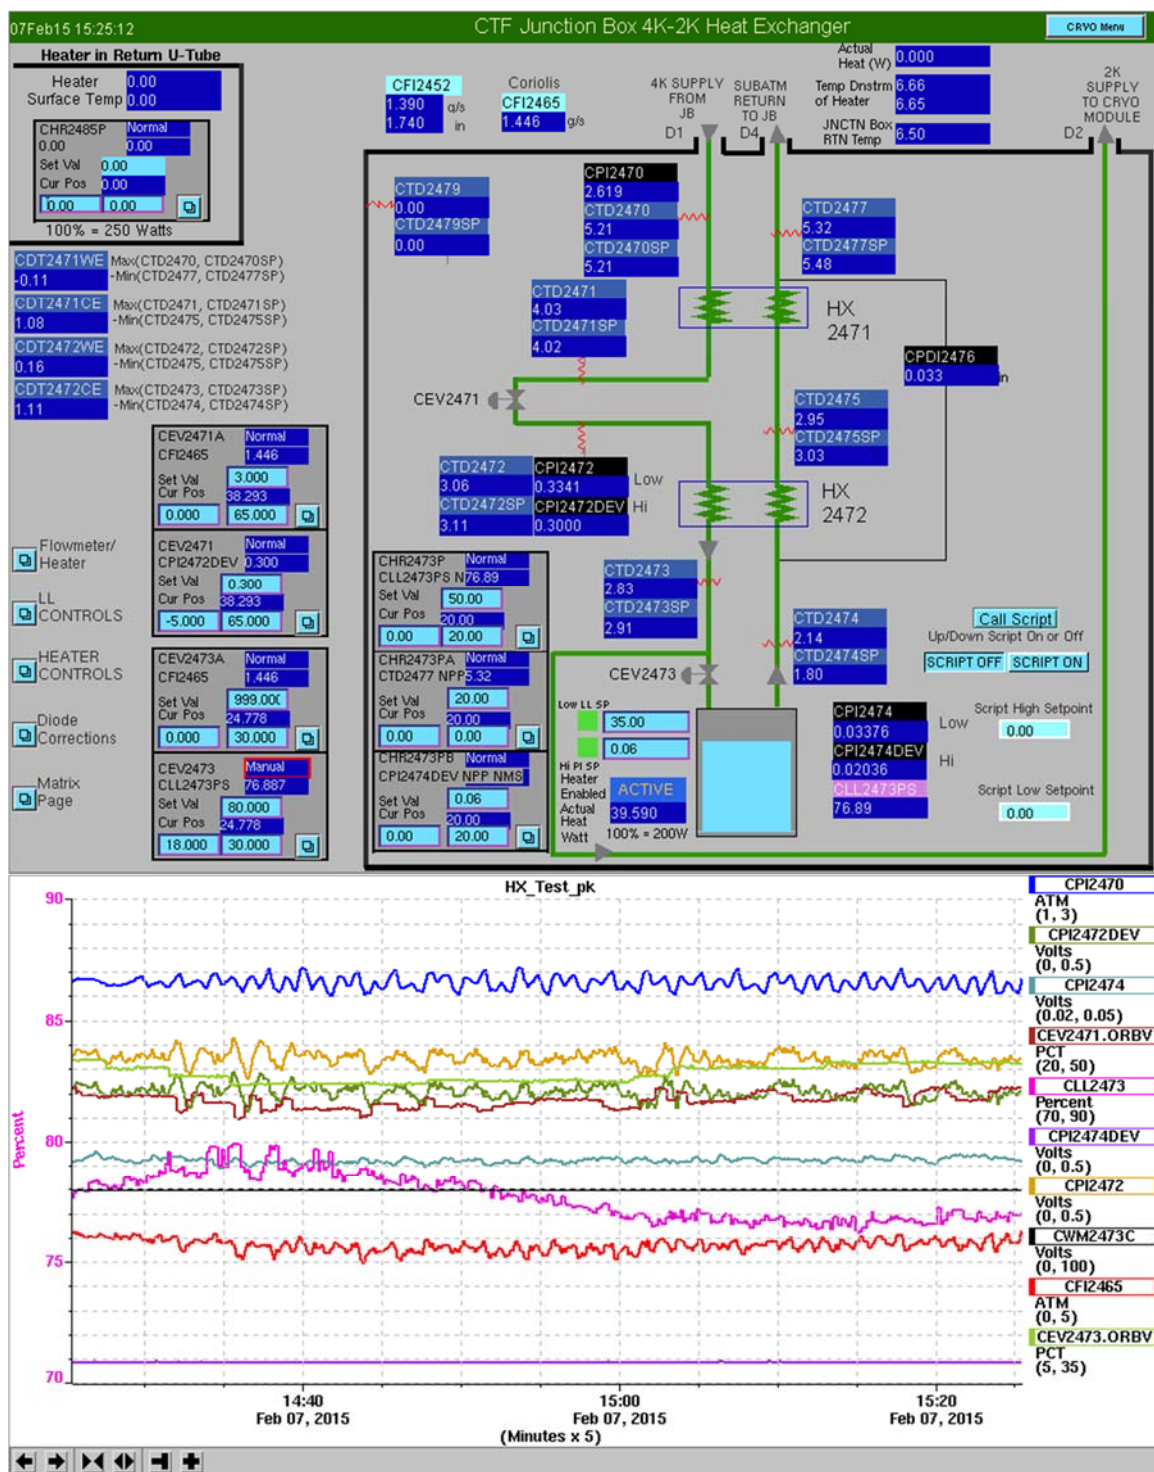 07Feb15 15:25:12
CTF Junction Box 4K-2K Heat Exchanger
CRYO Menu
Heater in Return U-Tube
Heater 0.00
Surface Temp 0.00
CHR2485P Normal
0.00 0.00
Set Val 0.00
Cur Pos 0.00
0.00 0.00
100% = 250 Watts
CFI2452
1.390 g/s
1.740 in
Coriolis
CFI2465
1.446 g/s
4K SUPPLY
FROM
JB
D1
SUBATM
RETURN
TO JB
D4
Actual
Heat (W) 0.000
Temp Dnstrm 6.66
of Heater 6.65
JNCTN Box
RTN Temp 6.50
2K
SUPPLY
TO CRYO
MODULE
D2
CDT2471WE Max(CTD2470, CTD2470SP)
-0.11 -Min(CTD2477, CTD2477SP)
CDT2471CE Max(CTD2471, CTD2471SP)
1.08 -Min(CTD2475, CTD2475SP)
CDT2472WE Max(CTD2472, CTD2472SP)
0.16 -Min(CTD2475, CTD2475SP)
CDT2472CE Max(CTD2473, CTD2473SP)
1.11 -Min(CTD2474, CTD2474SP)
CTD2479
0.00
CTD2479SP
0.00
CPI2470
2.619
CTD2470
5.21
CTD2470SP
5.21
CTD2477
5.32
CTD2477SP
5.48
CTD2471
4.03
CTD2471SP
4.02
HX
2471
CPDI2476
0.033 in
CEV2471
CTD2475
2.95
CTD2475SP
3.03
CTD2472 CPI2472
3.06 0.3341 Low
CTD2472SP CPI2472DEV Hi
3.11 0.3000
HX
2472
CEV2471A Normal
CFI2465 1.446
Set Val 3.000
Cur Pos 38.293
0.000 65.000
CEV2471 Normal
CPI2472DEV 0.300
Set Val 0.300
Cur Pos 38.293
-5.000 65.000
CEV2473A Normal
CFI2465 1.446
Set Val 999.000
Cur Pos 24.778
0.000 30.000
CEV2473 Manual
CLL2473PS 76.887
Set Val 80.000
Cur Pos 24.778
18.000 30.000
Flowmeter/
Heater
LL
CONTROLS
HEATER
CONTROLS
Diode
Corrections
Matrix
Page
CHR2473P Normal
CLL2473PS N 76.89
Set Val 50.00
Cur Pos 20.00
0.00 20.00
CHR2473PA Normal
CTD2477 NPP 5.32
Set Val 20.00
Cur Pos 20.00
0.00 0.00
CHR2473PB Normal
CPI2474DEV NPP NMS
Set Val 0.06
Cur Pos 20.00
0.00 20.00
CTD2473
2.83
CTD2473SP
2.91
CTD2474
2.14
CTD2474SP
1.80
Call Script
Up/Down Script On or Off
SCRIPT OFF SCRIPT ON
CEV2473
Low LL SP
35.00
0.06
Hi PI SP
Heater
Enabled ACTIVE
Actual
Heat 39.590
Watt 100% = 200W
CPI2474
0.03376 Low
CPI2474DEV Hi
0.02036
CLL2473PS
76.89
Script High Setpoint
0.00
Script Low Setpoint
0.00
HX_Test_pk
90
85
80
75
70
Percent
14:40 15:00 15:20
Feb 07, 2015 Feb 07, 2015 Feb 07, 2015
(Minutes x 5)
CPI2470
ATM
(1, 3)
CPI2472DEV
Volts
(0, 0.5)
CPI2474
Volts
(0.02, 0.05)
CEV2471.ORBV
PCT
(20, 50)
CLL2473
Percent
(70, 90)
CPI2474DEV
Volts
(0, 0.5)
CPI2472
Volts
(0, 0.5)
CWM2473C
Volts
(0, 100)
CFI2465
ATM
(0, 5)
CEV2473.ORBV
PCT
(5, 35)